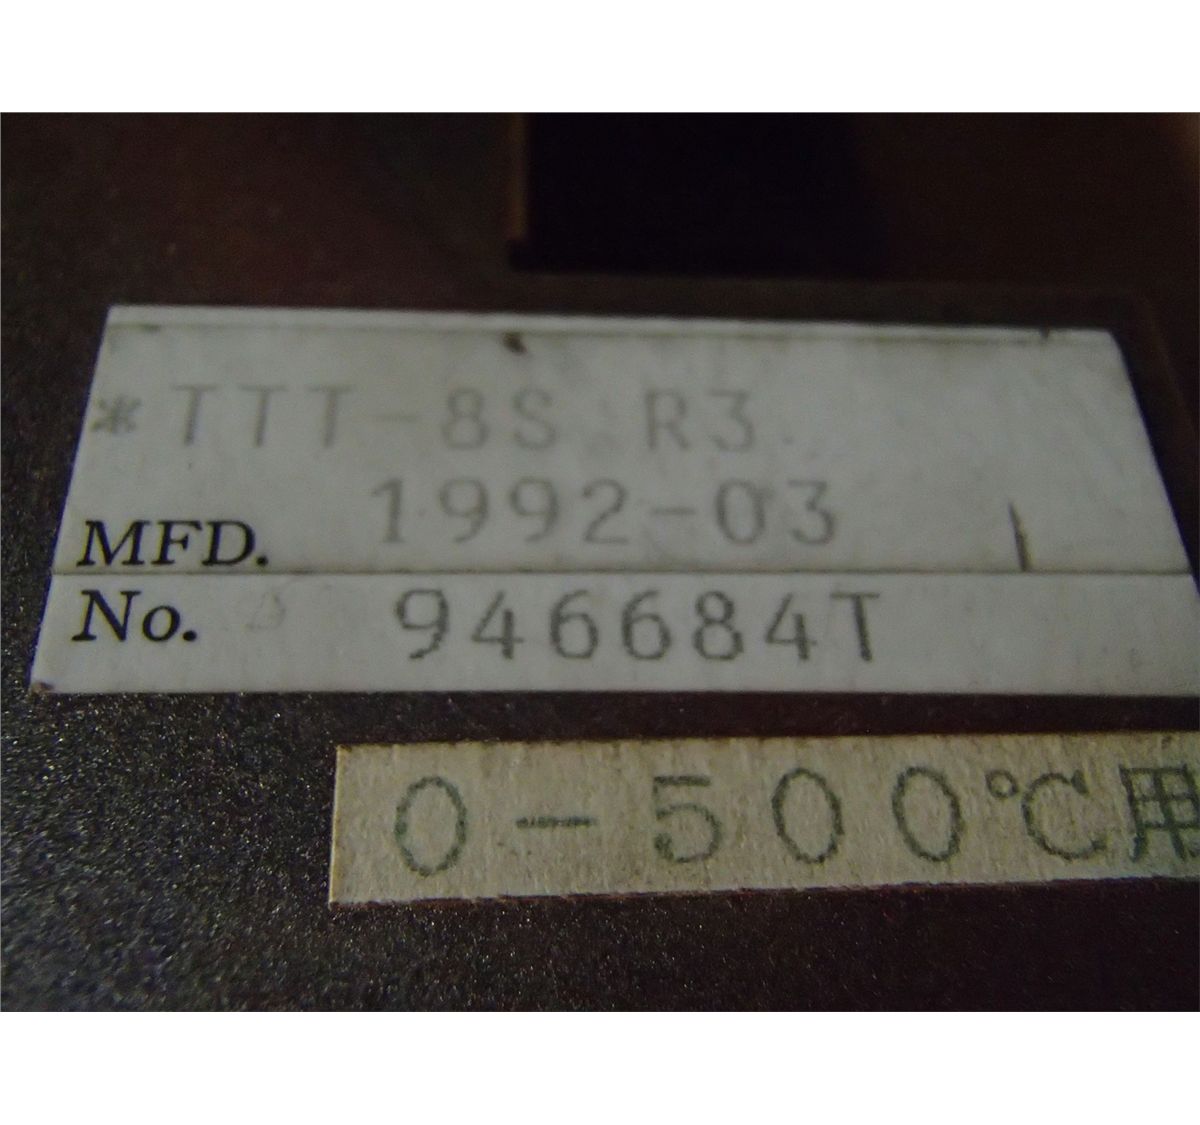 *TTT-8S R3
MFD. 1992-03
No. 946684T
0-500℃用